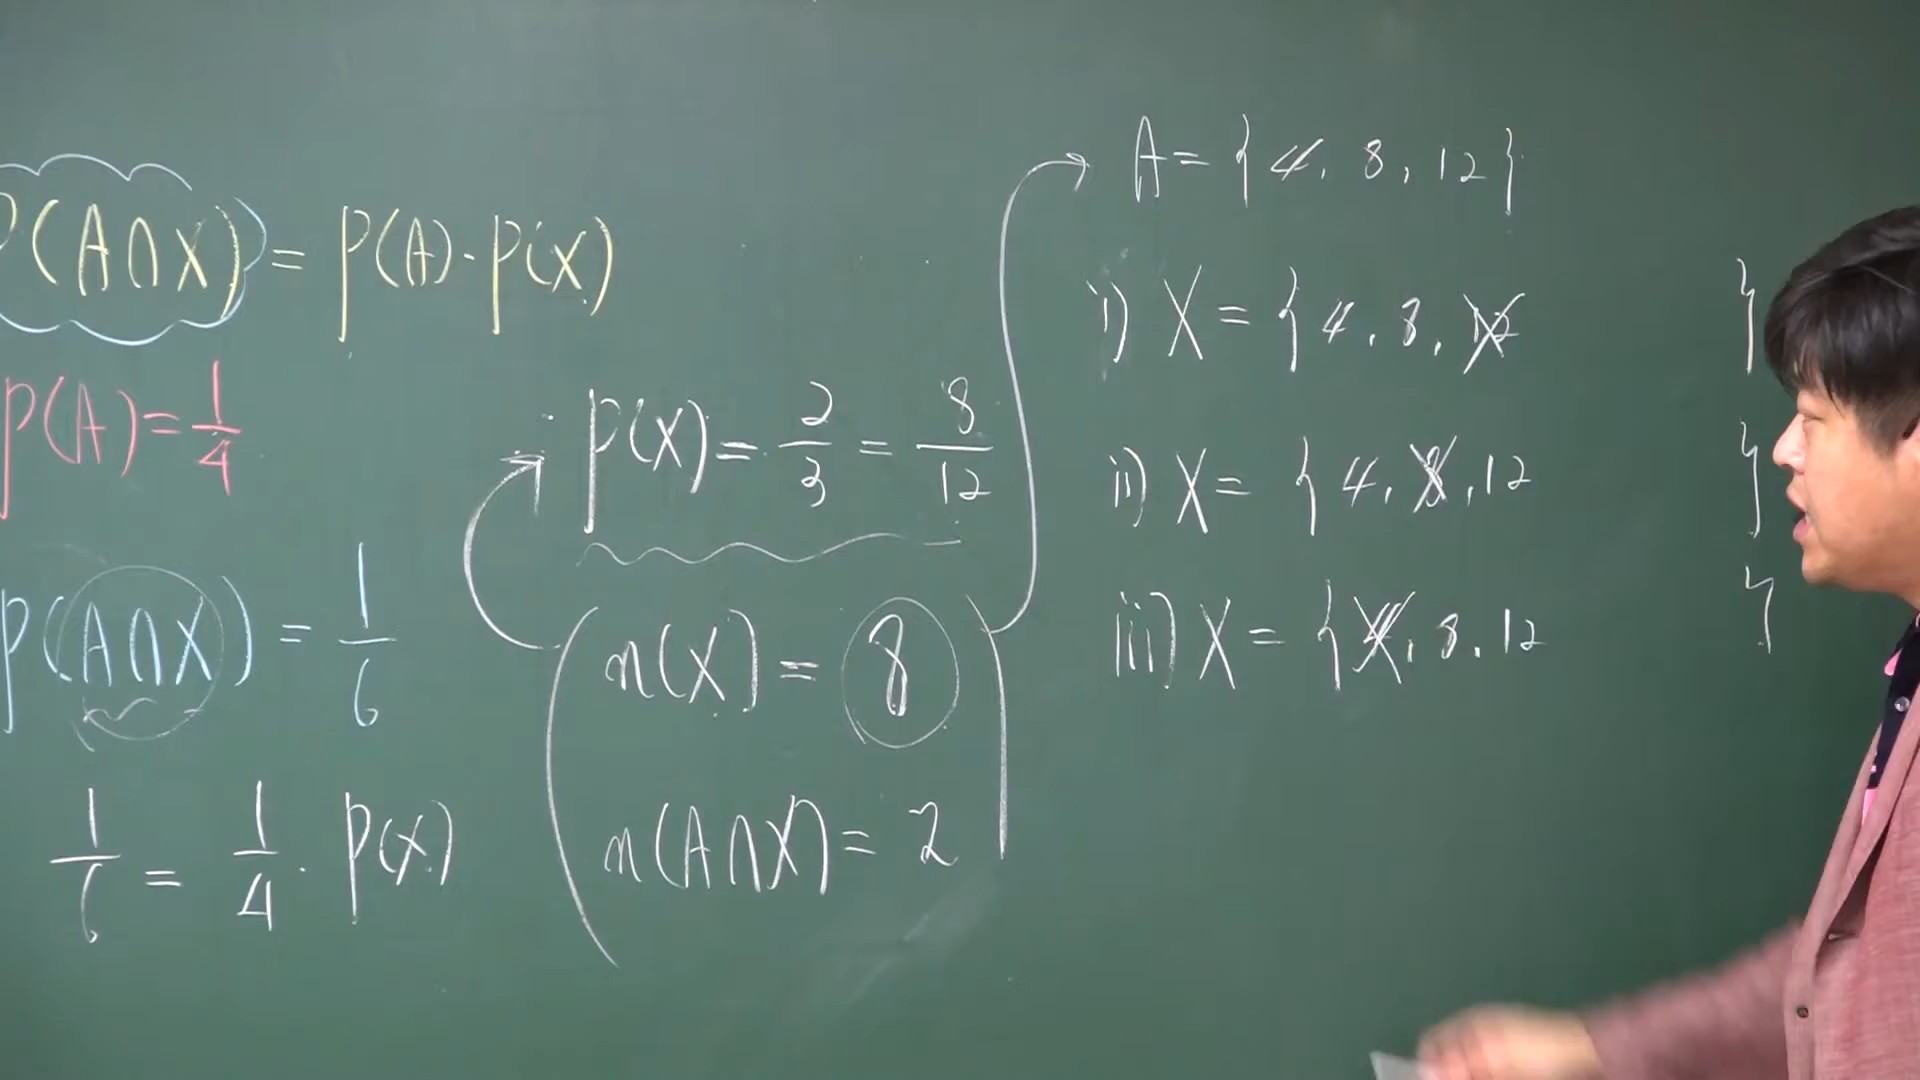 P(A∩X) = P(A)·P(X)
P(A)=1/4
P(A∩X) = 1/6
1/6 = 1/4 · P(X)
∴ P(X) = 2/3 = 8/12
n(X) = 8
n(A∩X) = 2
A = {4, 8, 12}
i) X = {4, 8, 12 }
ii) X = {4, 8, 12 }
iii) X = {4, 8, 12 }